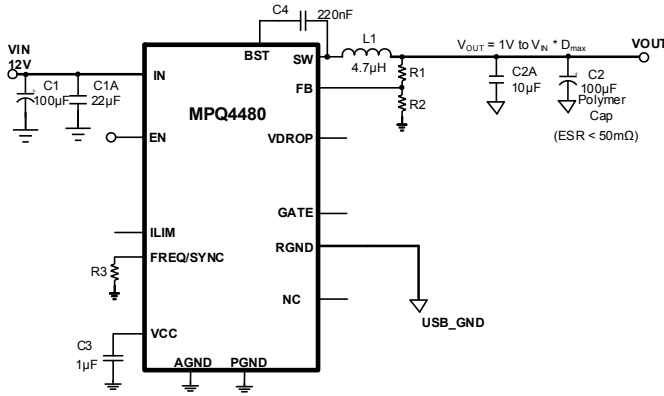 C4
220nF
VIN
12V
BST
SW
L1
4.7µH
VOUT = 1V to VIN * Dmax
VOUT
C1
100µF
C1A
22µF
IN
FB
R1
R2
C2A
10µF
C2
100µF
Polymer
Cap
(ESR < 50mΩ)
MPQ4480
EN
VDROP
GATE
ILIM
RGND
FREQ/SYNC
R3
NC
USB_GND
VCC
C3
1µF
AGND
PGND